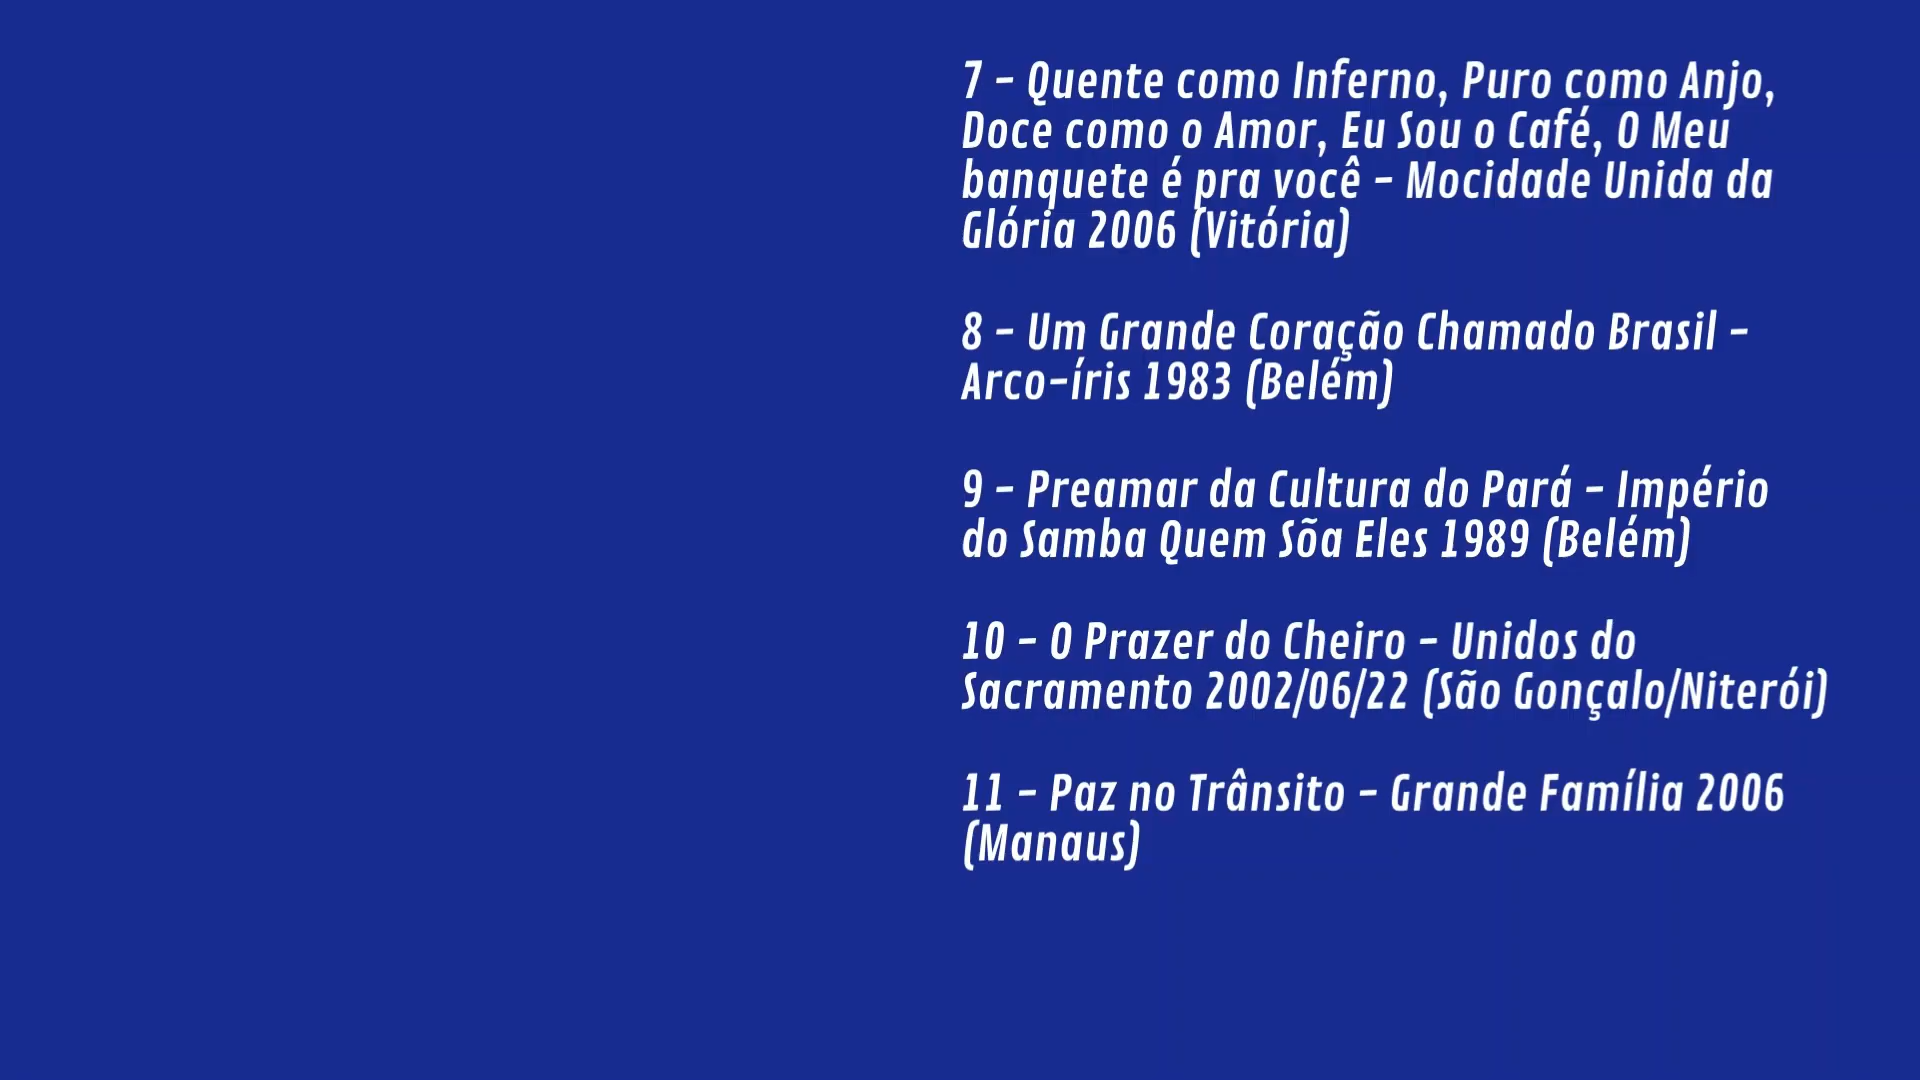 7 - Quente como Inferno, Puro como Anjo,
Doce como o Amor, Eu Sou o Café, O Meu
banquete é pra você - Mocidade Unida da
Glória 2006 (Vitória)
8 - Um Grande Coração Chamado Brasil -
Arco-íris 1983 (Belém)
9 - Preamar da Cultura do Pará - Império
do Samba Quem Sõa Eles 1989 (Belém)
10 - O Prazer do Cheiro - Unidos do
Sacramento 2002/06/22 (São Gonçalo/Niterói)
11 - Paz no Trânsito - Grande Família 2006
(Manaus)